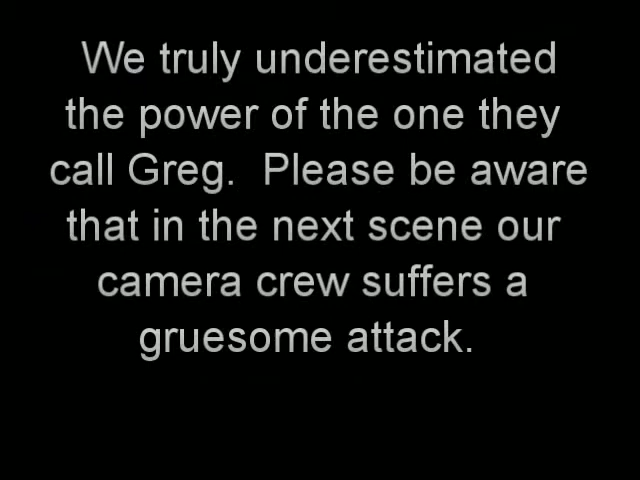 We truly underestimated
the power of the one they
call Greg.  Please be aware
that in the next scene our
camera crew suffers a
gruesome attack.